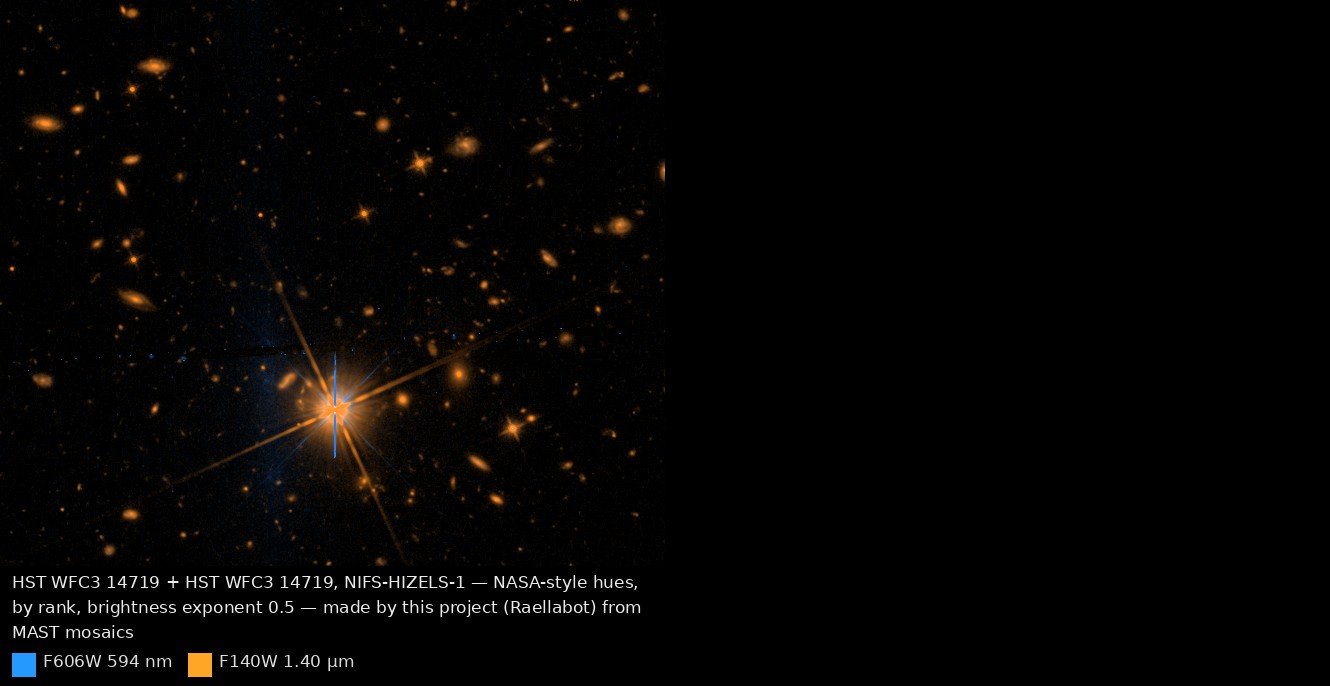 HST WFC3 14719 + HST WFC3 14719, NIFS-HIZELS-1 — NASA-style hues,
by rank, brightness exponent 0.5 — made by this project (Raellabot) from
MAST mosaics
F606W 594 nm F140W 1.40 µm